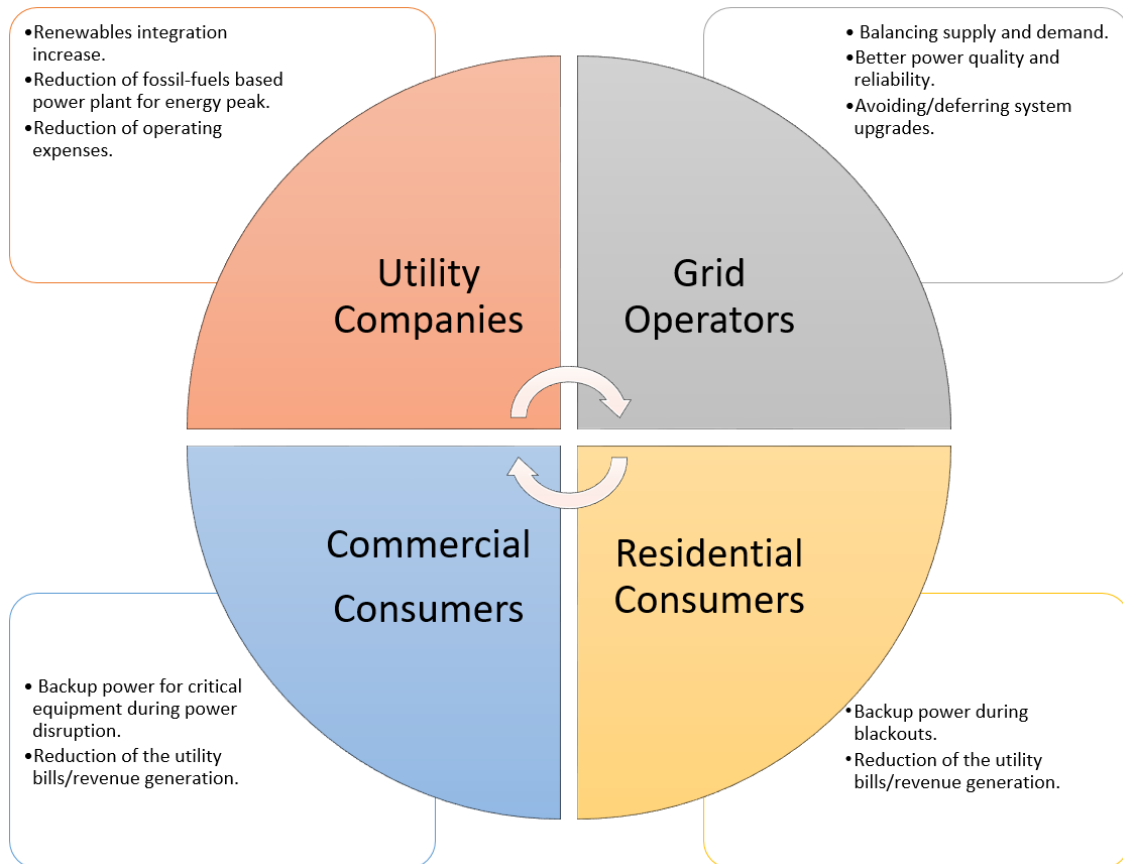 •Renewables integration
increase.
•Reduction of fossil-fuels based
power plant for energy peak.
•Reduction of operating
expenses.
• Balancing supply and demand.
•Better power quality and
reliability.
•Avoiding/deferring system
upgrades.
Utility
Companies
Grid
Operators
Commercial
Consumers
Residential
Consumers
• Backup power for critical
equipment during power
disruption.
•Reduction of the utility
bills/revenue generation.
•Backup power during
blackouts.
•Reduction of the utility
bills/revenue generation.